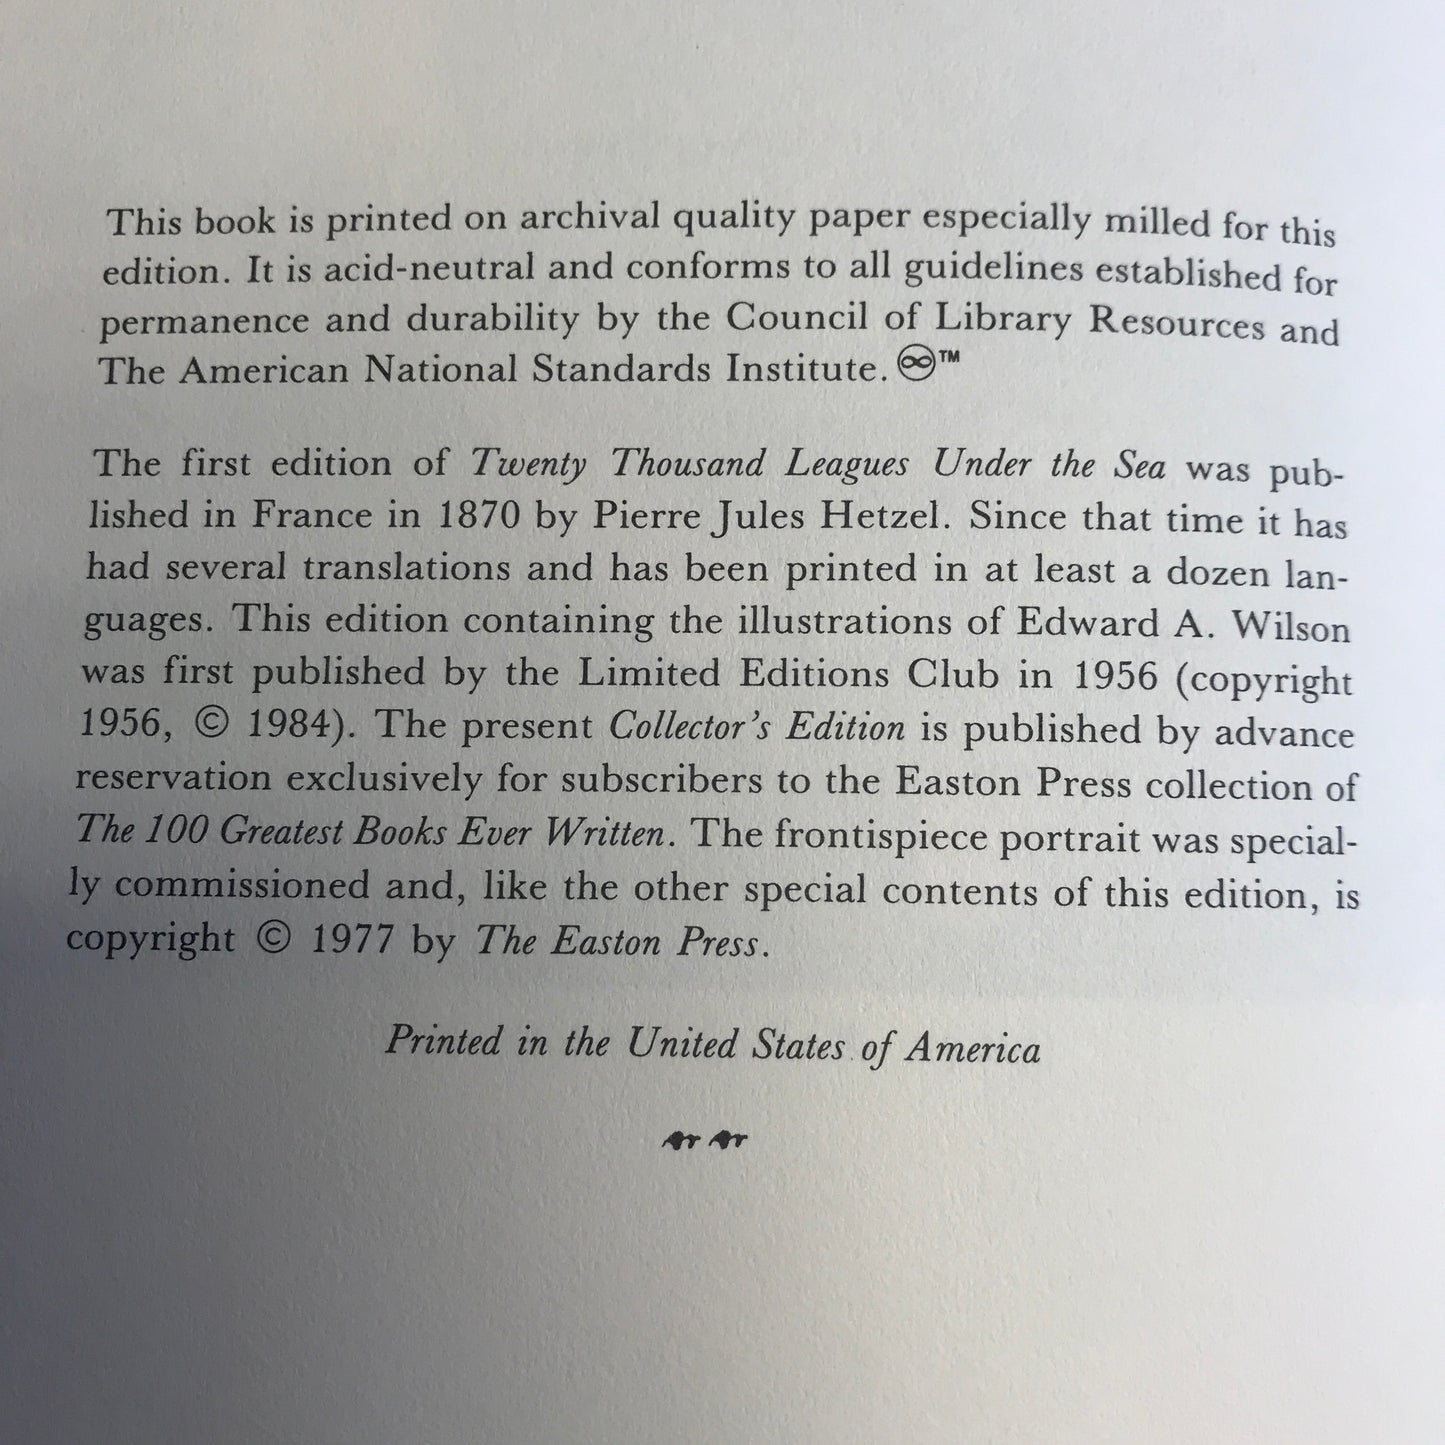 This book is printed on archival quality paper especially milled for this
edition. It is acid-neutral and conforms to all guidelines established for
permanence and durability by the Council of Library Resources and
The American National Standards Institute. ♾™
The first edition of Twenty Thousand Leagues Under the Sea was pub-
lished in France in 1870 by Pierre Jules Hetzel. Since that time it has
had several translations and has been printed in at least a dozen lan-
guages. This edition containing the illustrations of Edward A. Wilson
was first published by the Limited Editions Club in 1956 (copyright
1956, © 1984). The present Collector's Edition is published by advance
reservation exclusively for subscribers to the Easton Press collection of
The 100 Greatest Books Ever Written. The frontispiece portrait was special-
ly commissioned and, like the other special contents of this edition, is
copyright © 1977 by The Easton Press.
Printed in the United States of America